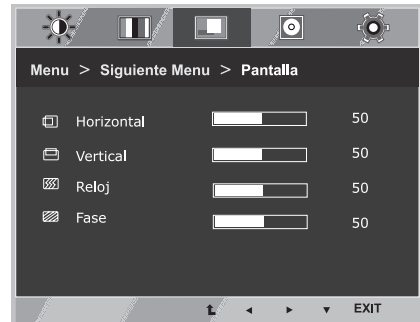 Menu > Siguiente Menu > Pantalla
Horizontal 50
Vertical 50
Reloj 50
Fase 50
EXIT